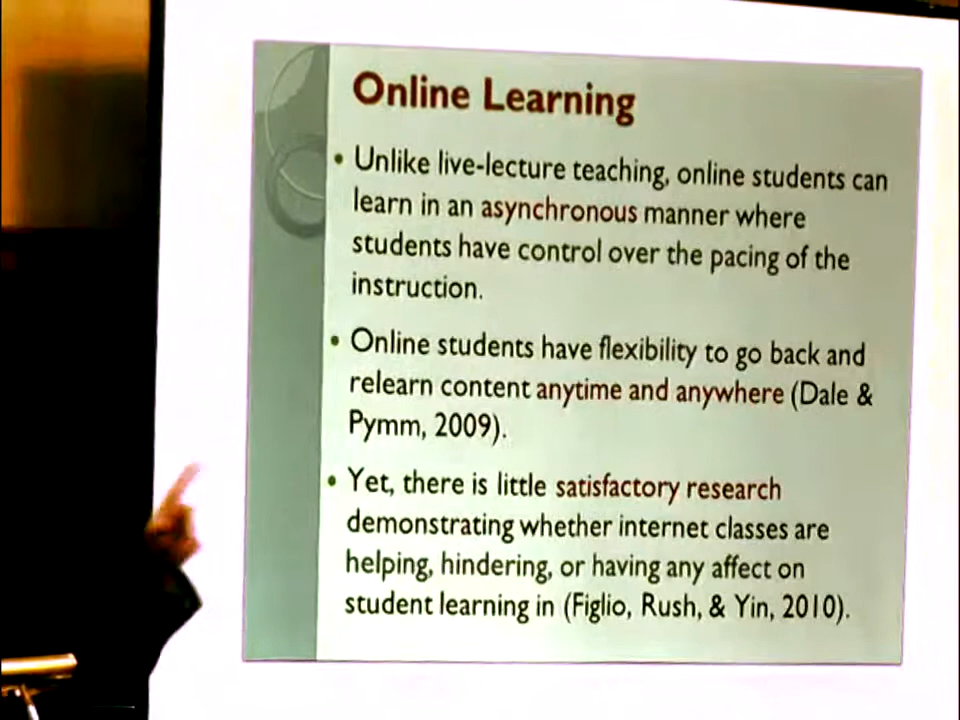 Online Learning
• Unlike live-lecture teaching, online students can
learn in an asynchronous manner where
students have control over the pacing of the
instruction.
• Online students have flexibility to go back and
relearn content anytime and anywhere (Dale &
Pymm, 2009).
• Yet, there is little satisfactory research
demonstrating whether internet classes are
helping, hindering, or having any affect on
student learning in (Figlio, Rush, & Yin, 2010).